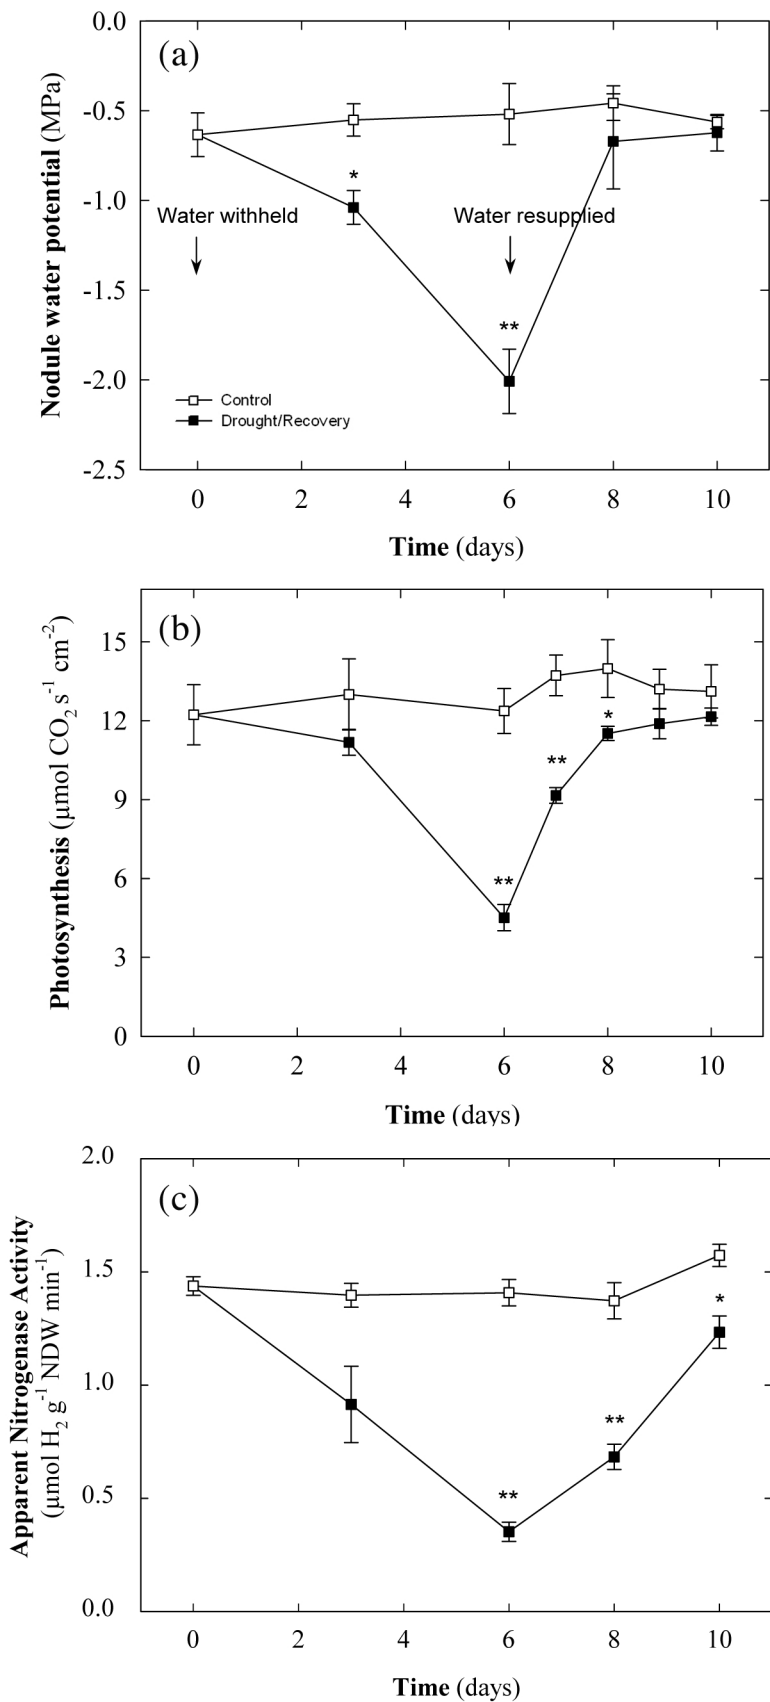 (a)
Nodule water potential (MPa)
0.0
-0.5
-1.0
-1.5
-2.0
-2.5
*
Water withheld
Water resupplied
**
Control
Drought/Recovery
0 2 4 6 8 10
Time (days)
(b)
Photosynthesis (μmol CO₂ s⁻¹ cm⁻²)
15
12
9
6
3
0
*
**
**
0 2 4 6 8 10
Time (days)
(c)
Apparent Nitrogenase Activity
(μmol H₂ g⁻¹ NDW min⁻¹)
2.0
1.5
1.0
0.5
0.0
*
**
**
0 2 4 6 8 10
Time (days)